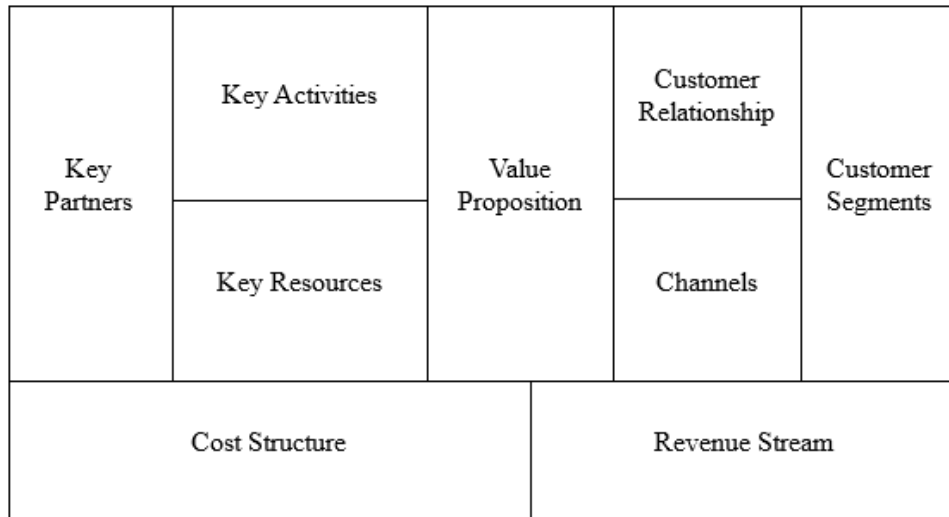 Key
Partners
Key Activities
Key Resources
Value
Proposition
Customer
Relationship
Channels
Customer
Segments
Cost Structure
Revenue Stream